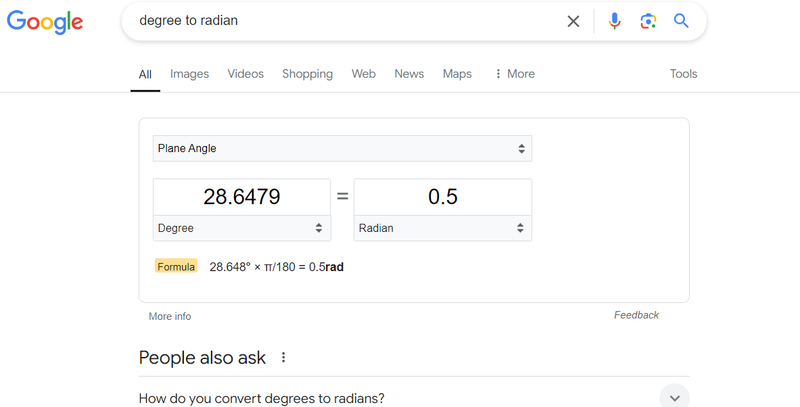 Google degree to radian
All Images Videos Shopping Web News Maps More Tools
Plane Angle
28.6479 = 0.5
Degree Radian
Formula 28.648° × π/180 = 0.5rad
More info Feedback
People also ask
How do you convert degrees to radians?